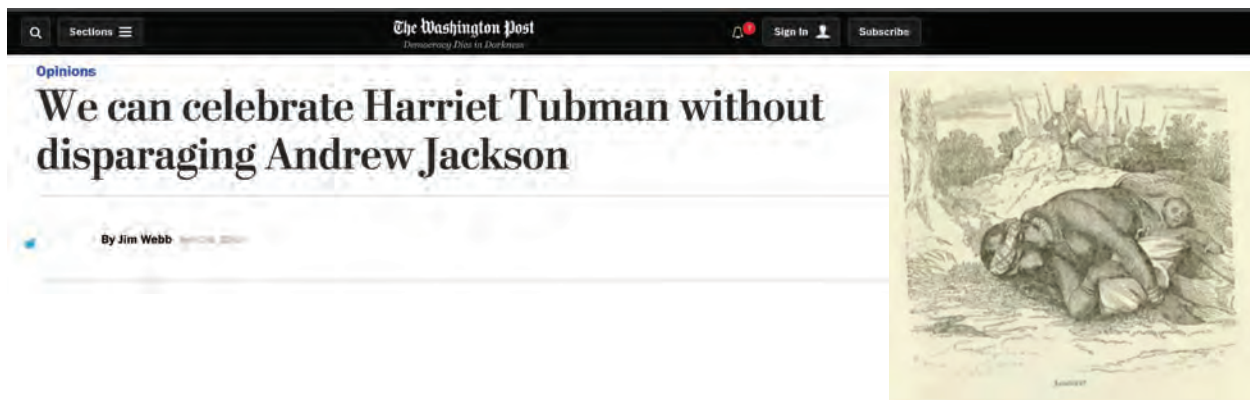 Sections
The Washington Post
Democracy Dies in Darkness
Sign In
Subscribe
Opinions
We can celebrate Harriet Tubman without
disparaging Andrew Jackson
By Jim Webb